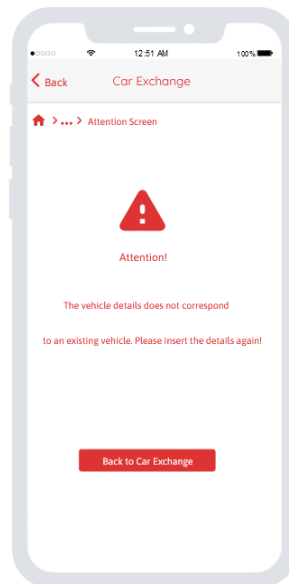 12:51 AM
100%
Back
Car Exchange
> ... > Attention Screen
Attention!
The vehicle details does not correspond
to an existing vehicle. Please insert the details again!
Back to Car Exchange